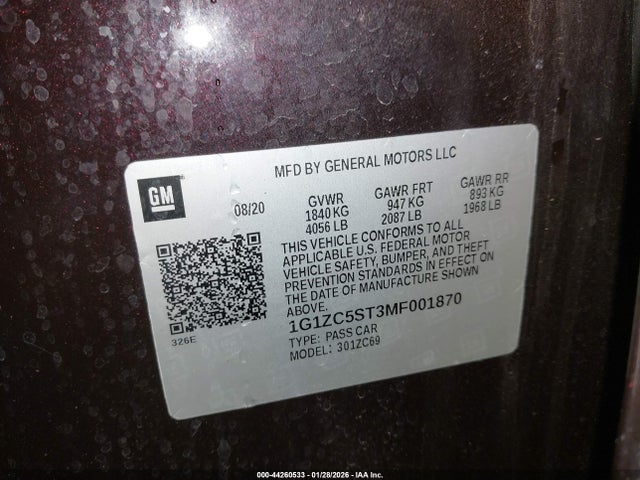 MFD BY GENERAL MOTORS LLC
GM
08/20
GVWR GAWR FRT GAWR RR
1840 KG 947 KG 893 KG
4056 LB 2087 LB 1968 LB
THIS VEHICLE CONFORMS TO ALL
APPLICABLE U.S. FEDERAL MOTOR
VEHICLE SAFETY, BUMPER, AND THEFT
PREVENTION STANDARDS IN EFFECT ON
THE DATE OF MANUFACTURE SHOWN
ABOVE.
326E
1G1ZC5ST3MF001870
TYPE: PASS CAR
MODEL: 301ZC69
000-44260533 - 01/28/2026 - IAA Inc.